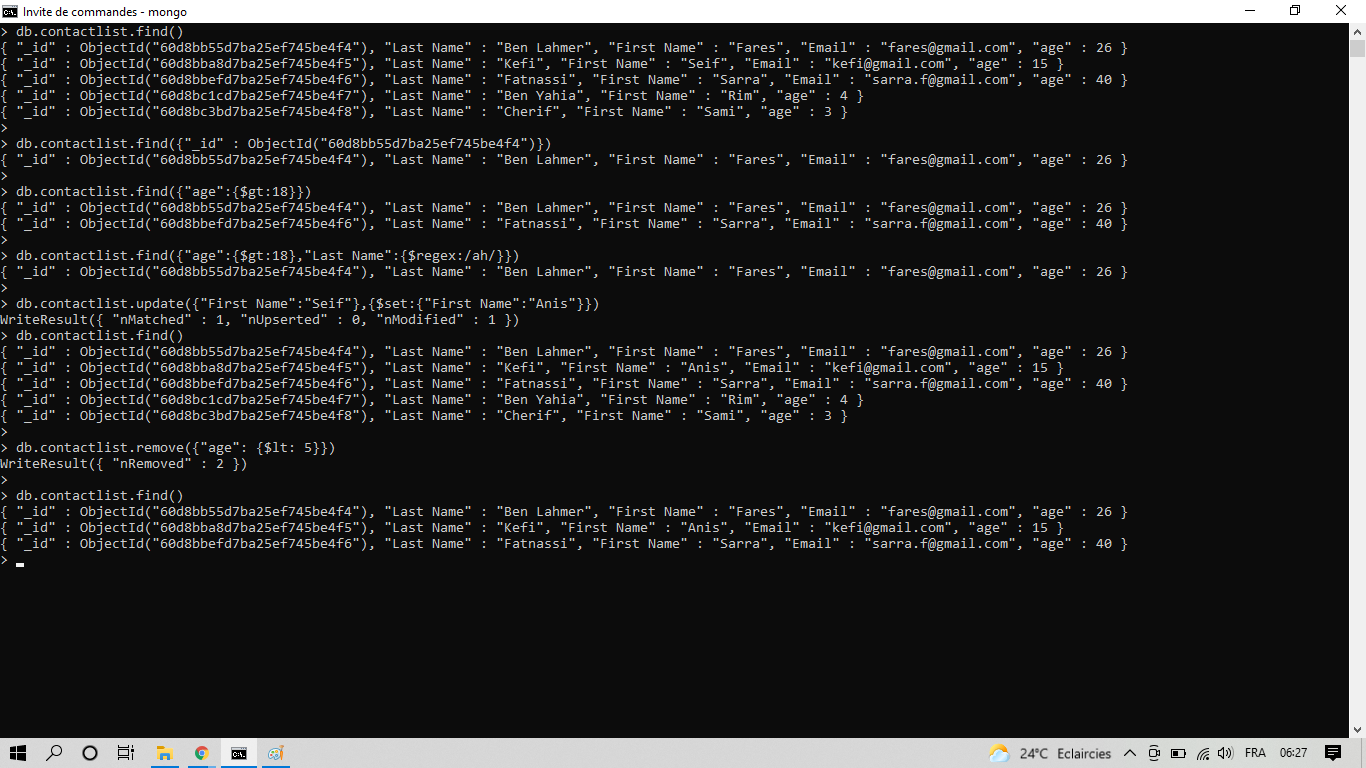 Invite de commandes - mongo
> db.contactlist.find()
{ "_id" : ObjectId("60d8bb55d7ba25ef745be4f4"), "Last Name" : "Ben Lahmer", "First Name" : "Fares", "Email" : "fares@gmail.com", "age" : 26 }
{ "_id" : ObjectId("60d8bba8d7ba25ef745be4f5"), "Last Name" : "Kefi", "First Name" : "Seif", "Email" : "kefi@gmail.com", "age" : 15 }
{ "_id" : ObjectId("60d8bbefd7ba25ef745be4f6"), "Last Name" : "Fatnassi", "First Name" : "Sarra", "Email" : "sarra.f@gmail.com", "age" : 40 }
{ "_id" : ObjectId("60d8bc1cd7ba25ef745be4f7"), "Last Name" : "Ben Yahia", "First Name" : "Rim", "age" : 4 }
{ "_id" : ObjectId("60d8bc3bd7ba25ef745be4f8"), "Last Name" : "Cherif", "First Name" : "Sami", "age" : 3 }
>
> db.contactlist.find({"_id" : ObjectId("60d8bb55d7ba25ef745be4f4")})
{ "_id" : ObjectId("60d8bb55d7ba25ef745be4f4"), "Last Name" : "Ben Lahmer", "First Name" : "Fares", "Email" : "fares@gmail.com", "age" : 26 }
>
> db.contactlist.find({"age":{$gt:18}})
{ "_id" : ObjectId("60d8bb55d7ba25ef745be4f4"), "Last Name" : "Ben Lahmer", "First Name" : "Fares", "Email" : "fares@gmail.com", "age" : 26 }
{ "_id" : ObjectId("60d8bbefd7ba25ef745be4f6"), "Last Name" : "Fatnassi", "First Name" : "Sarra", "Email" : "sarra.f@gmail.com", "age" : 40 }
>
> db.contactlist.find({"age":{$gt:18},"Last Name":{$regex:/ah/}})
{ "_id" : ObjectId("60d8bb55d7ba25ef745be4f4"), "Last Name" : "Ben Lahmer", "First Name" : "Fares", "Email" : "fares@gmail.com", "age" : 26 }
>
> db.contactlist.update({"First Name":"Seif"},{$set:{"First Name":"Anis"}})
WriteResult({ "nMatched" : 1, "nUpserted" : 0, "nModified" : 1 })
> db.contactlist.find()
{ "_id" : ObjectId("60d8bb55d7ba25ef745be4f4"), "Last Name" : "Ben Lahmer", "First Name" : "Fares", "Email" : "fares@gmail.com", "age" : 26 }
{ "_id" : ObjectId("60d8bba8d7ba25ef745be4f5"), "Last Name" : "Kefi", "First Name" : "Anis", "Email" : "kefi@gmail.com", "age" : 15 }
{ "_id" : ObjectId("60d8bbefd7ba25ef745be4f6"), "Last Name" : "Fatnassi", "First Name" : "Sarra", "Email" : "sarra.f@gmail.com", "age" : 40 }
{ "_id" : ObjectId("60d8bc1cd7ba25ef745be4f7"), "Last Name" : "Ben Yahia", "First Name" : "Rim", "age" : 4 }
{ "_id" : ObjectId("60d8bc3bd7ba25ef745be4f8"), "Last Name" : "Cherif", "First Name" : "Sami", "age" : 3 }
>
> db.contactlist.remove({"age": {$lt: 5}})
WriteResult({ "nRemoved" : 2 })
>
> db.contactlist.find()
{ "_id" : ObjectId("60d8bb55d7ba25ef745be4f4"), "Last Name" : "Ben Lahmer", "First Name" : "Fares", "Email" : "fares@gmail.com", "age" : 26 }
{ "_id" : ObjectId("60d8bba8d7ba25ef745be4f5"), "Last Name" : "Kefi", "First Name" : "Anis", "Email" : "kefi@gmail.com", "age" : 15 }
{ "_id" : ObjectId("60d8bbefd7ba25ef745be4f6"), "Last Name" : "Fatnassi", "First Name" : "Sarra", "Email" : "sarra.f@gmail.com", "age" : 40 }
>
24°C Eclaircies FRA 06:27